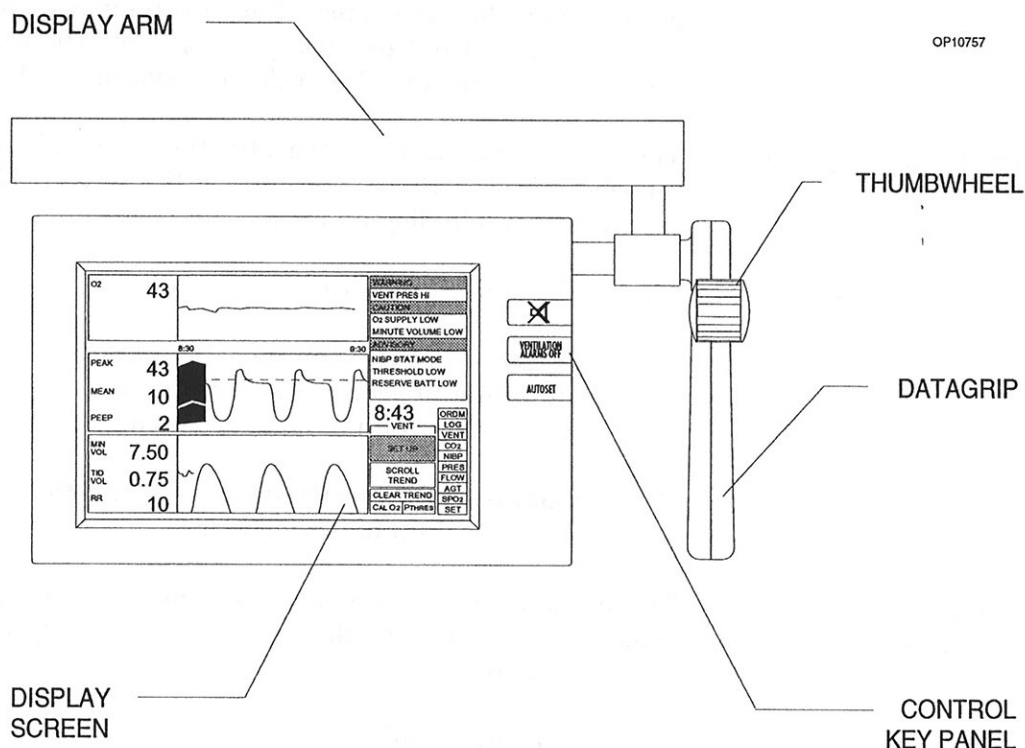 DISPLAY ARM
OP10757
THUMBWHEEL
DATAGRIP
CONTROL
KEY PANEL
DISPLAY
SCREEN
O2 43
8:30 9:30
PEAK 43
MEAN 10
PEEP 2
MIN
VOL 7.50
TID
VOL 0.75
RR 10
WARNING
VENT PRES HI
CAUTION
O2 SUPPLY LOW
MINUTE VOLUME LOW
ADVISORY
NIBP STAT MODE
THRESHOLD LOW
RESERVE BATT LOW
8:43
VENT
SET UP
SCROLL
TREND
CLEAR TREND
CAL O2 PTHRES
ORDM
LOG
VENT
CO2
NIBP
PRES
FLOW
AGT
SPO2
SET
VENTILATION
ALARMS OFF
AUTOSET